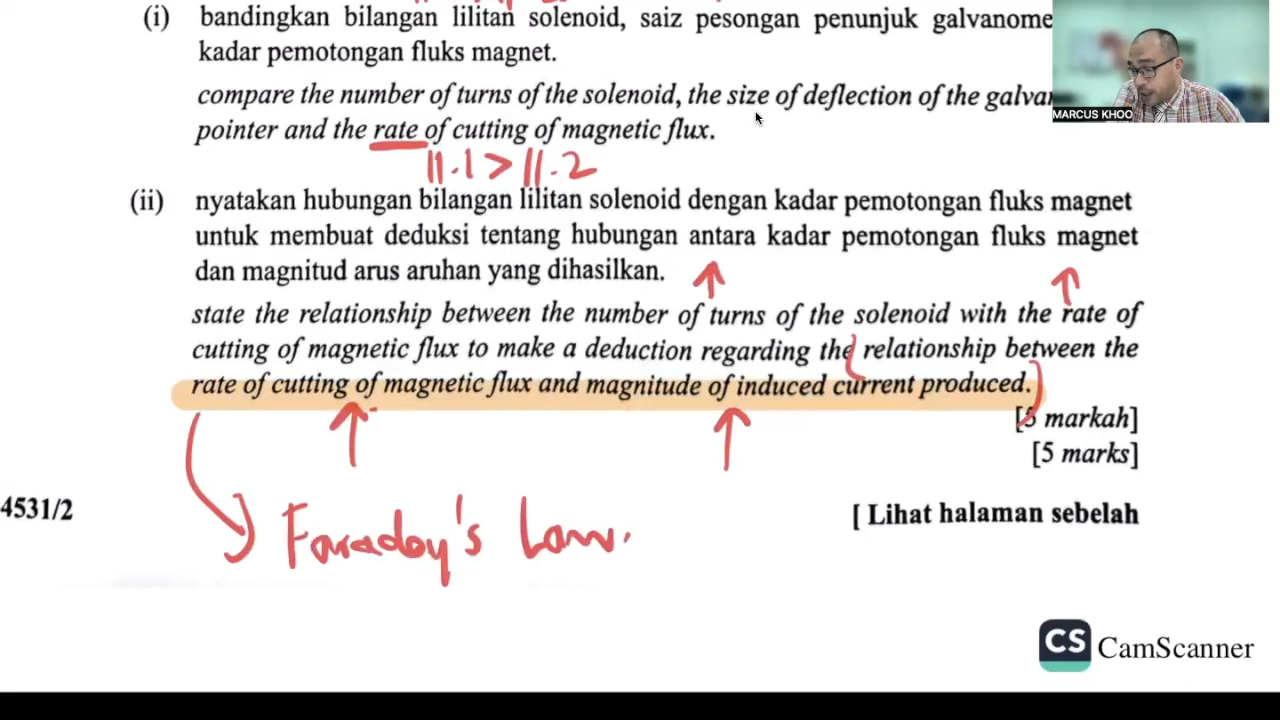 (i) bandingkan bilangan lilitan solenoid, saiz pesongan penunjuk galvanome
kadar pemotongan fluks magnet.
compare the number of turns of the solenoid, the size of deflection of the galva
pointer and the rate of cutting of magnetic flux.
11.1 > 11.2
(ii) nyatakan hubungan bilangan lilitan solenoid dengan kadar pemotongan fluks magnet
untuk membuat deduksi tentang hubungan antara kadar pemotongan fluks magnet
dan magnitud arus aruhan yang dihasilkan.
state the relationship between the number of turns of the solenoid with the rate of
cutting of magnetic flux to make a deduction regarding the relationship between the
rate of cutting of magnetic flux and magnitude of induced current produced.
[5 markah]
[5 marks]
4531/2
[ Lihat halaman sebelah
Faraday's Law.
CS CamScanner
MARCUS KHOO